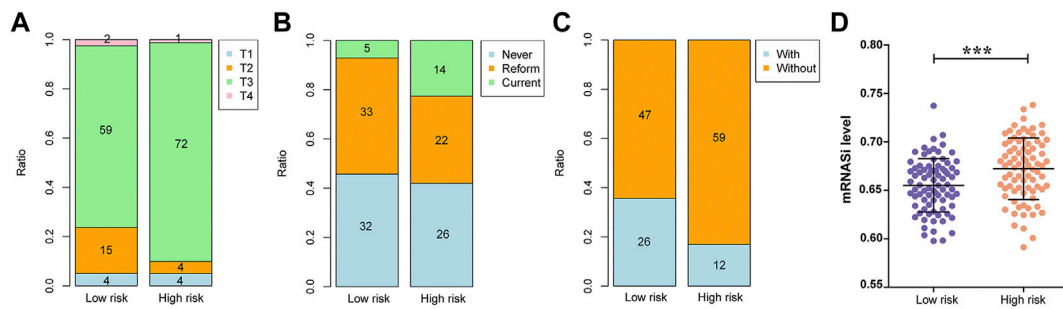 A
1.0
0.8
0.6
0.4
0.2
0.0
Ratio
2
59
15
4
1
72
4
4
Low risk
High risk
T1
T2
T3
T4
B
1.0
0.8
0.6
0.4
0.2
0.0
Ratio
5
33
32
14
22
26
Low risk
High risk
Never
Reform
Current
C
1.0
0.8
0.6
0.4
0.2
0.0
Ratio
47
26
59
12
Low risk
High risk
With
Without
D
0.80
0.75
0.70
0.65
0.60
0.55
mRNASi level
***
Low risk
High risk